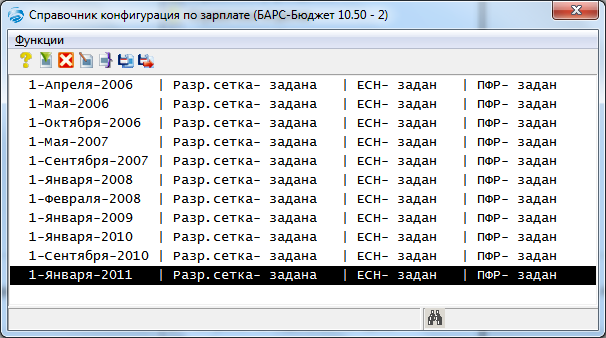 Справочник конфигурация по зарплате (БАРС-Бюджет 10.50 - 2)
Функции
1-Апреля-2006 | Разр.сетка- задана | ЕСН- задан | ПФР- задан
1-Мая-2006 | Разр.сетка- задана | ЕСН- задан | ПФР- задан
1-Октября-2006 | Разр.сетка- задана | ЕСН- задан | ПФР- задан
1-Мая-2007 | Разр.сетка- задана | ЕСН- задан | ПФР- задан
1-Сентября-2007 | Разр.сетка- задана | ЕСН- задан | ПФР- задан
1-Января-2008 | Разр.сетка- задана | ЕСН- задан | ПФР- задан
1-Февраля-2008 | Разр.сетка- задана | ЕСН- задан | ПФР- задан
1-Января-2009 | Разр.сетка- задана | ЕСН- задан | ПФР- задан
1-Января-2010 | Разр.сетка- задана | ЕСН- задан | ПФР- задан
1-Сентября-2010 | Разр.сетка- задана | ЕСН- задан | ПФР- задан
1-Января-2011 | Разр.сетка- задана | ЕСН- задан | ПФР- задан